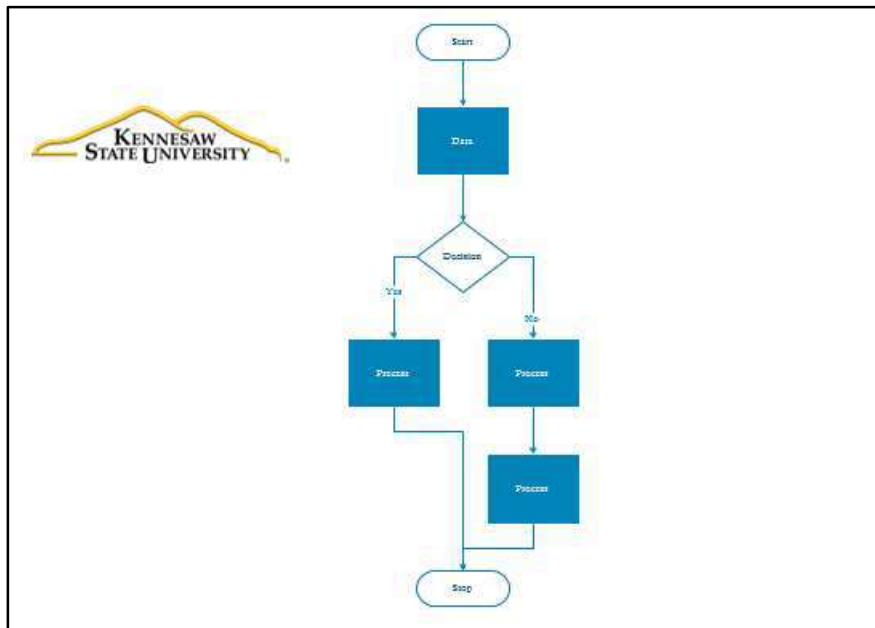 Start
KENNESAW
STATE UNIVERSITY
Data
Decision
Yes
No
Process
Process
Process
Stop